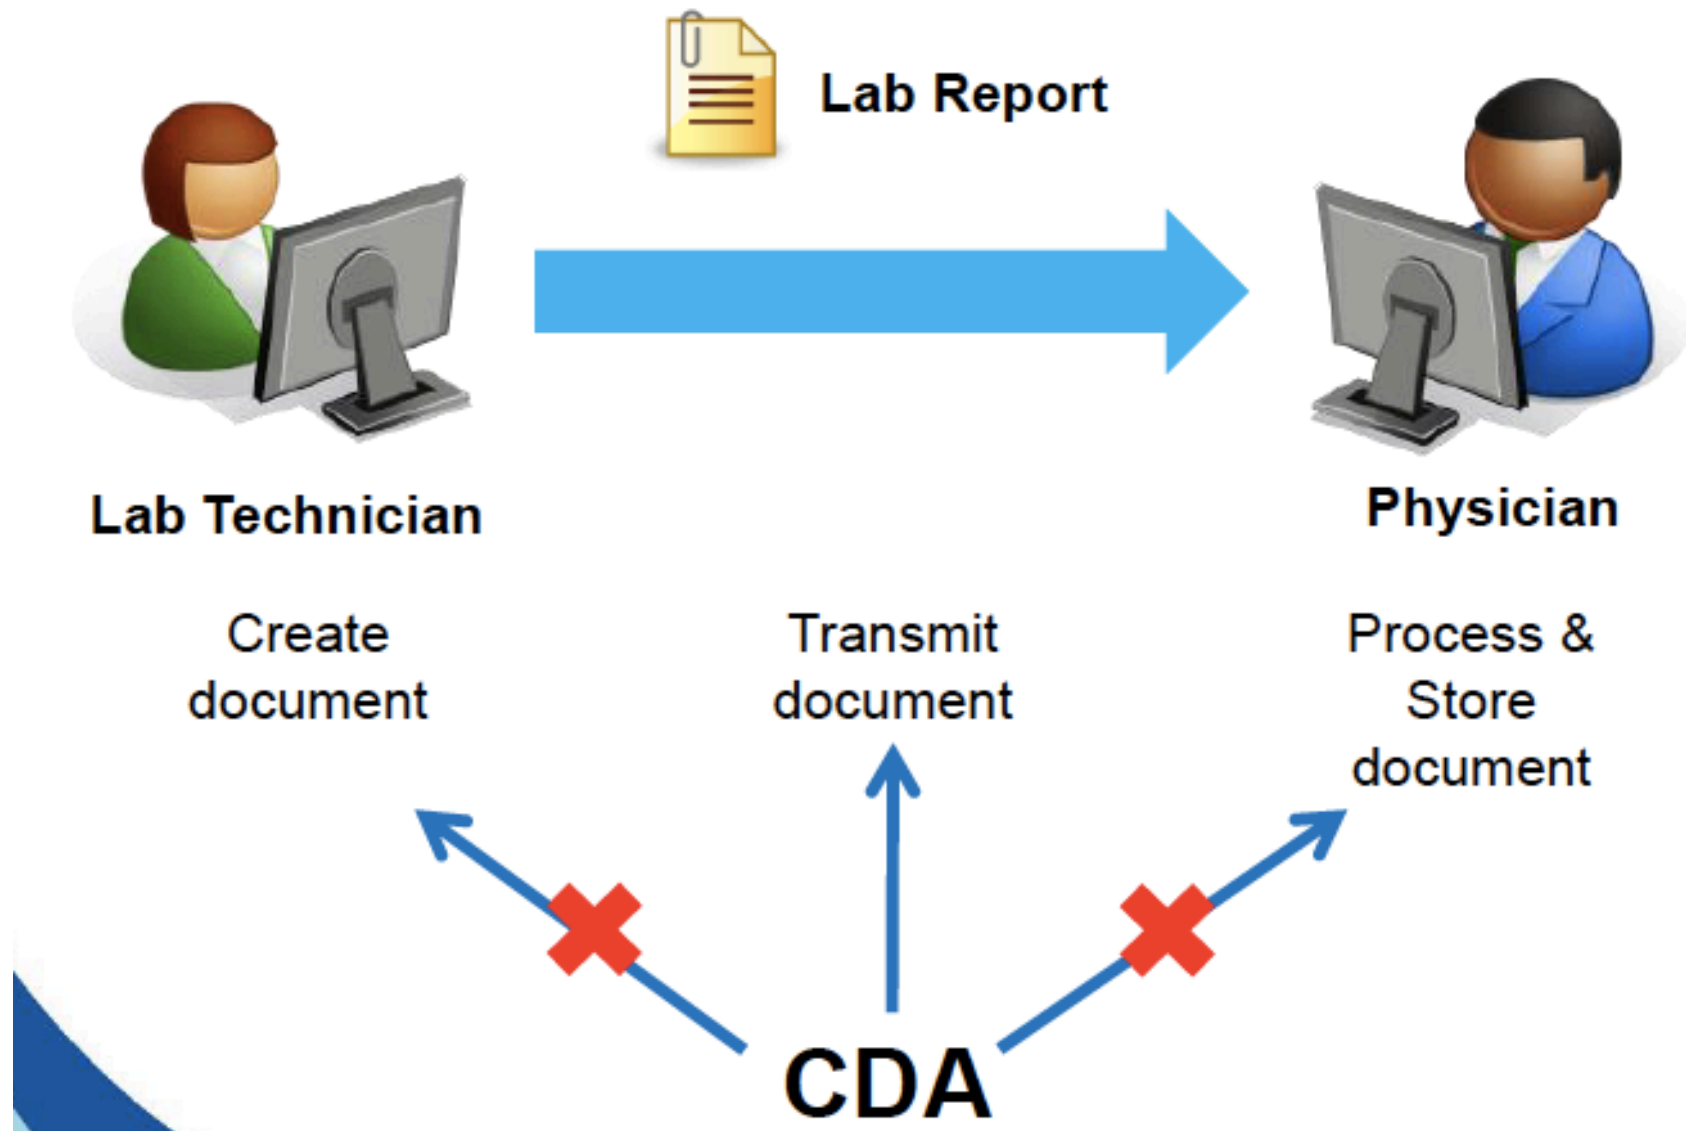 Lab Report
Lab Technician
Physician
Create
document
Transmit
document
Process &
Store
document
CDA